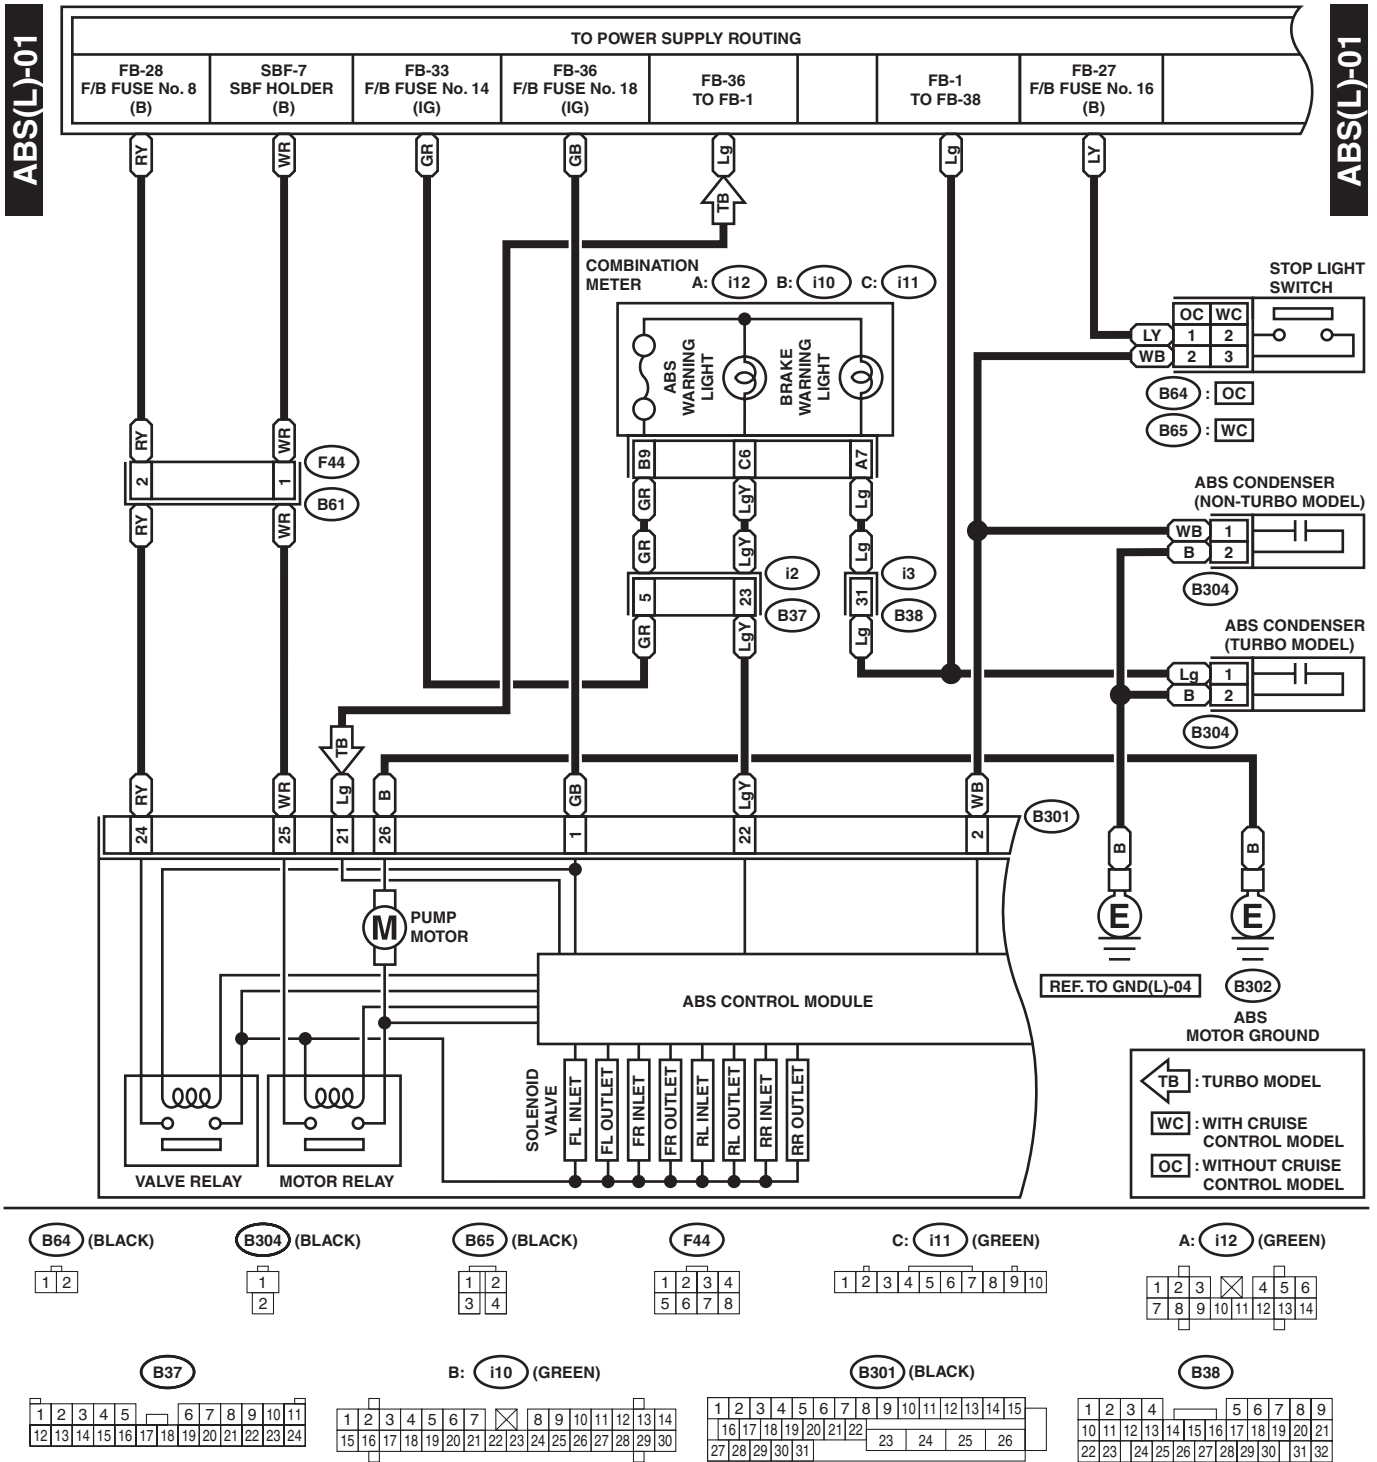 ABS(L)-01
ABS(L)-01
TO POWER SUPPLY ROUTING
FB-28
F/B FUSE No. 8
(B)
SBF-7
SBF HOLDER
(B)
FB-33
F/B FUSE No. 14
(IG)
FB-36
F/B FUSE No. 18
(IG)
FB-36
TO FB-1
FB-1
TO FB-38
FB-27
F/B FUSE No. 16
(B)
RY
WR
GR
GB
Lg
Lg
LY
TB
COMBINATION
METER
A: i12 B: i10 C: i11
STOP LIGHT
SWITCH
OC WC
LY 1 2
WB 2 3
B64 : OC
B65 : WC
ABS
WARNING
LIGHT
BRAKE
WARNING
LIGHT
RY
WR
F44
2
1
B61
RY
WR
B9
C6
A7
GR
LgY
Lg
GR
LgY
Lg
i2
i3
5
23
31
B37
B38
GR
LgY
Lg
ABS CONDENSER
(NON-TURBO MODEL)
WB 1
B 2
B304
ABS CONDENSER
(TURBO MODEL)
Lg 1
B 2
B304
TB
RY
WR
Lg
B
GB
LgY
WB
B301
24
25
21
26
1
22
2
B
B
M
PUMP
MOTOR
E
E
REF. TO GND(L)-04
B302
ABS
MOTOR GROUND
ABS CONTROL MODULE
SOLENOID
VALVE
FL INLET
FL OUTLET
FR INLET
FR OUTLET
RL INLET
RL OUTLET
RR INLET
RR OUTLET
VALVE RELAY
MOTOR RELAY
TB : TURBO MODEL
WC : WITH CRUISE
CONTROL MODEL
OC : WITHOUT CRUISE
CONTROL MODEL
B64 (BLACK)
1 2
B304 (BLACK)
1
2
B65 (BLACK)
1 2
3 4
F44
1 2 3 4
5 6 7 8
C: i11 (GREEN)
1 2 3 4 5 6 7 8 9 10
A: i12 (GREEN)
1 2 3 4 5 6
7 8 9 10 11 12 13 14
B37
1 2 3 4 5 6 7 8 9 10 11
12 13 14 15 16 17 18 19 20 21 22 23 24
B: i10 (GREEN)
1 2 3 4 5 6 7 8 9 10 11 12 13 14
15 16 17 18 19 20 21 22 23 24 25 26 27 28 29 30
B301 (BLACK)
1 2 3 4 5 6 7 8 9 10 11 12 13 14 15
16 17 18 19 20 21 22 23 24 25 26
27 28 29 30 31
B38
1 2 3 4 5 6 7 8 9
10 11 12 13 14 15 16 17 18 19 20 21
22 23 24 25 26 27 28 29 30 31 32